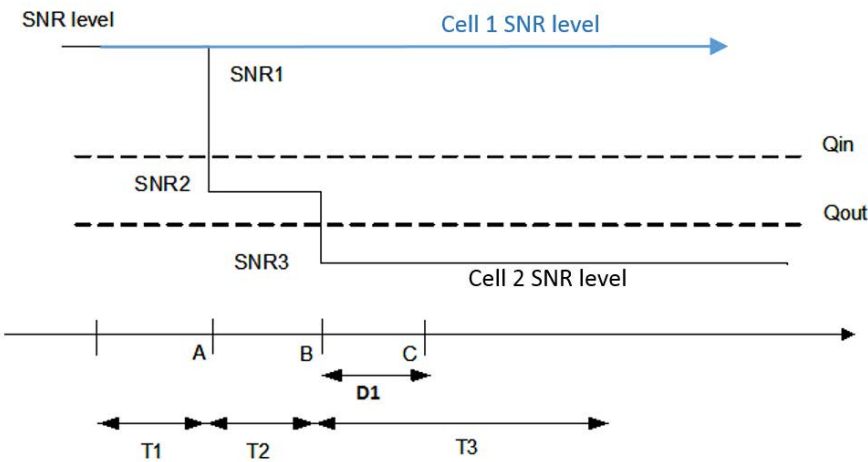 SNR level
Cell 1 SNR level
SNR1
Qin
SNR2
Qout
SNR3
Cell 2 SNR level
A
B
C
D1
T1
T2
T3